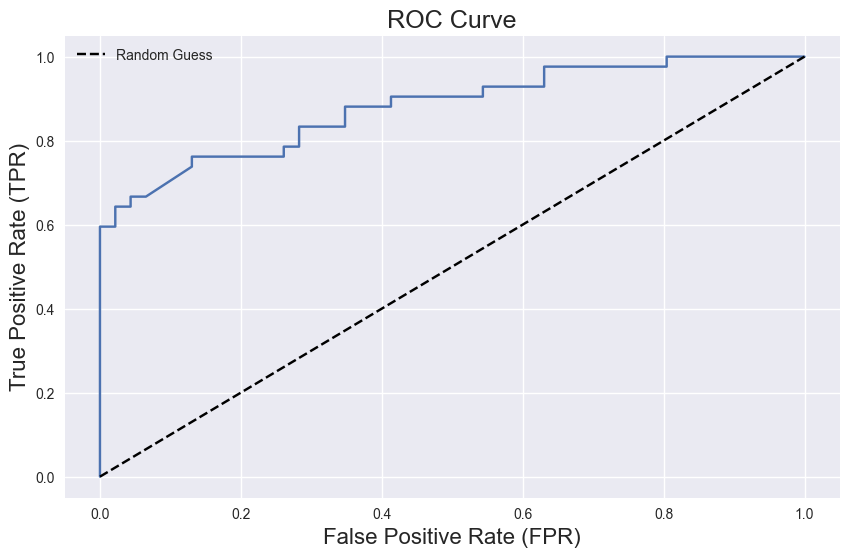 ROC Curve
Random Guess
1.0
0.8
0.6
0.4
0.2
0.0
True Positive Rate (TPR)
0.0 0.2 0.4 0.6 0.8 1.0
False Positive Rate (FPR)